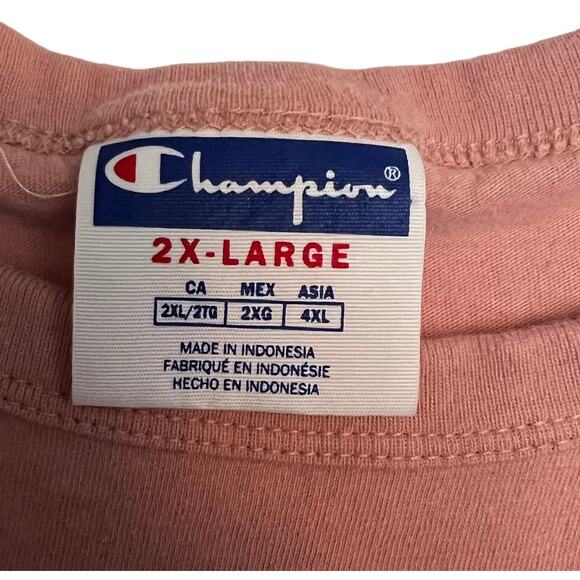 Champion®
2X-LARGE
CA MEX ASIA
2XL/2TG 2XG 4XL
MADE IN INDONESIA
FABRIQUÉ EN INDONÉSIE
HECHO EN INDONESIA